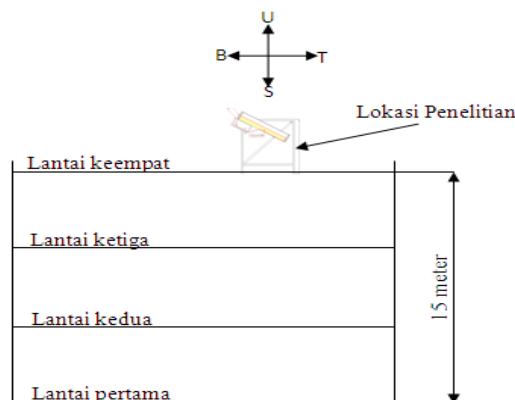 U
B T
S
Lokasi Penelitian
Lantai keempat
Lantai ketiga
15 meter
Lantai kedua
Lantai pertama